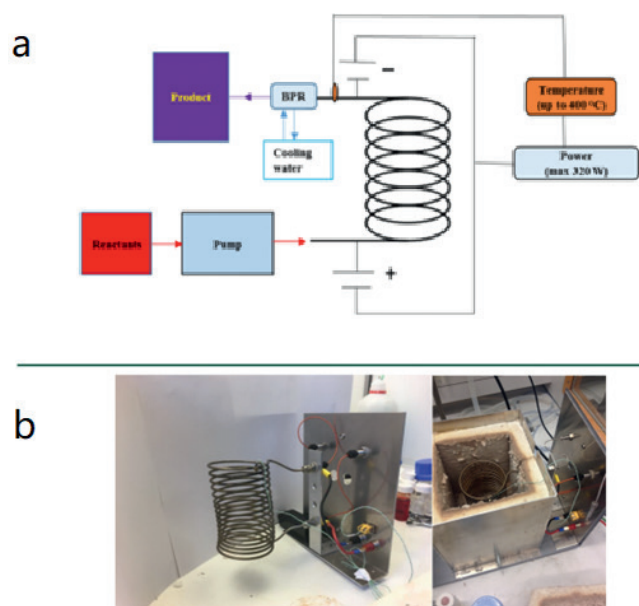 a
Product
BPR
Cooling
water
Temperature
(up to 400 °C)
Power
(max 320 W)
Reactants
Pump
−
+
b